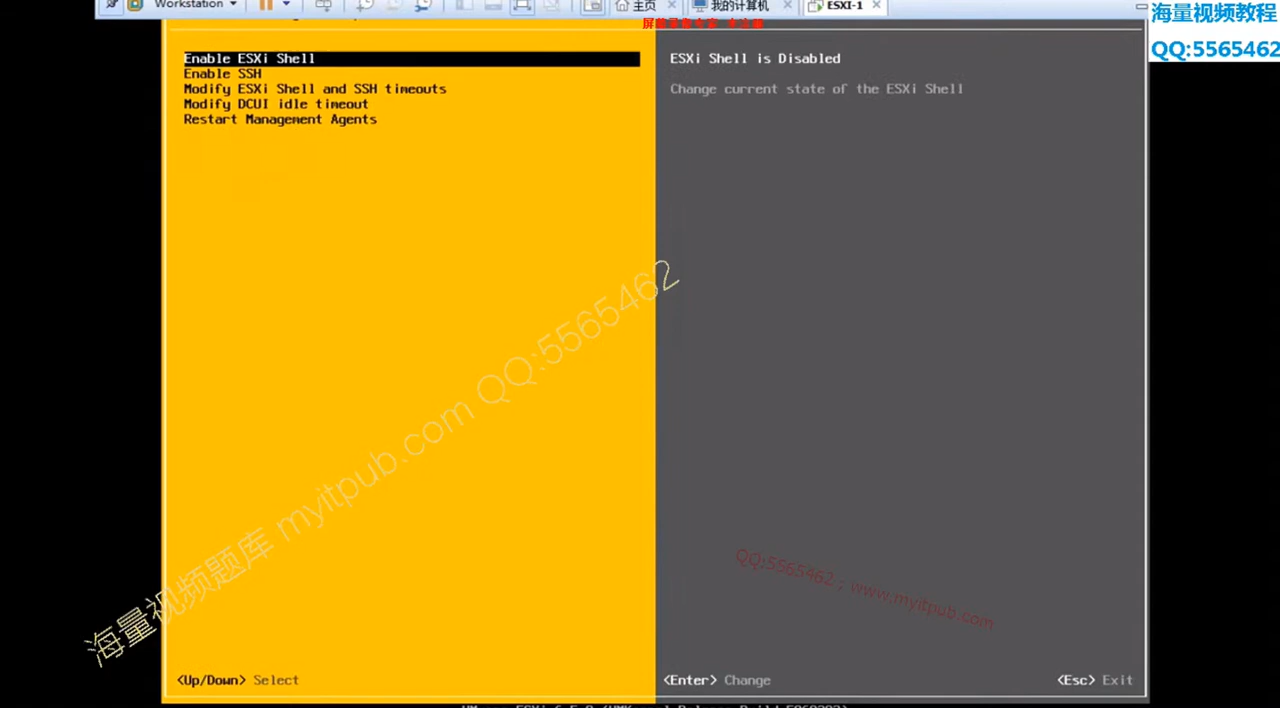 Workstation
主页
我的计算机
ESXI-1
海量视频教程
QQ:5565462
Enable ESXi Shell
Enable SSH
Modify ESXi Shell and SSH timeouts
Modify DCUI idle timeout
Restart Management Agents
ESXi Shell is Disabled
Change current state of the ESXi Shell
海量视频题库 myitpub.com QQ:5565462
QQ:5565462 ; www.myitpub.com
<Up/Down> Select
<Enter> Change
<Esc> Exit